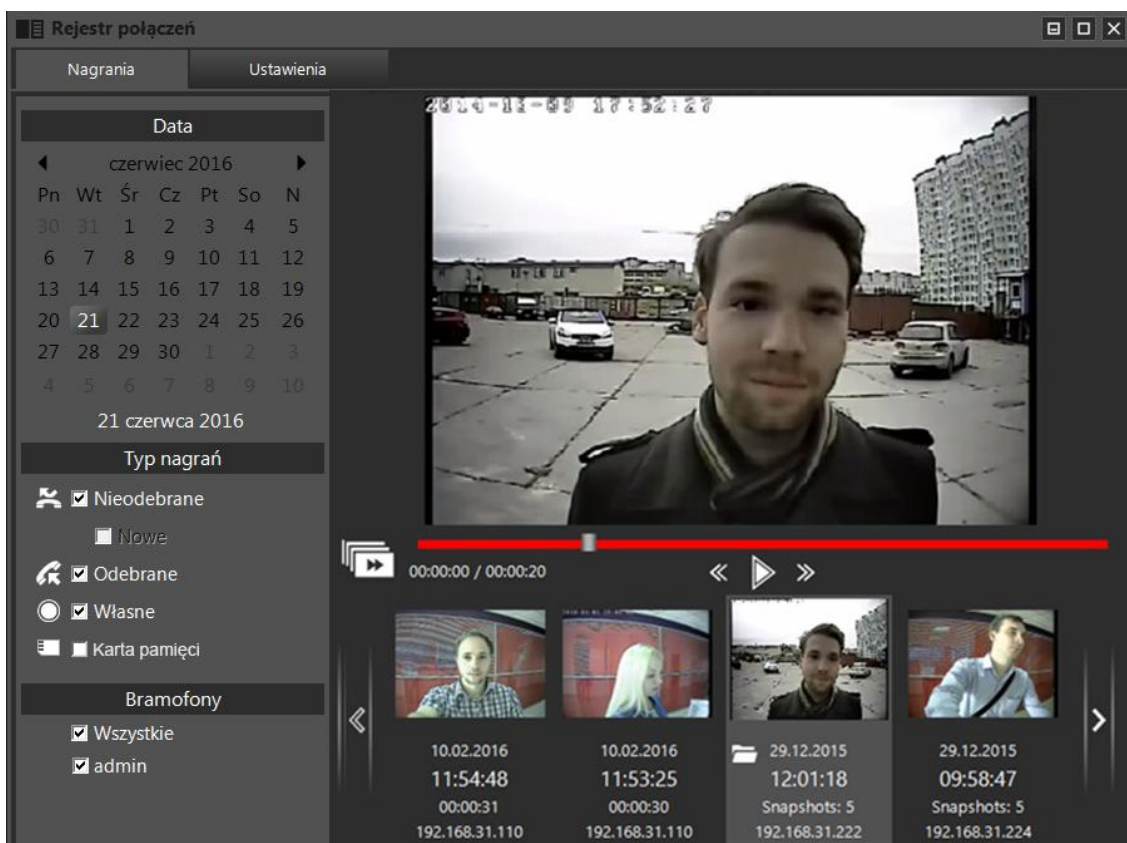 Rejestr połączeń
Nagrania Ustawienia
Data
czerwiec 2016
Pn Wt Śr Cz Pt So N
30 31 1 2 3 4 5
6 7 8 9 10 11 12
13 14 15 16 17 18 19
20 21 22 23 24 25 26
27 28 29 30 1 2 3
4 5 6 7 8 9 10
21 czerwca 2016
Typ nagrań
Nieodebrane
Nowe
Odebrane
Własne
Karta pamięci
Bramofony
Wszystkie
admin
17:52:27
00:00:00 / 00:00:20
10.02.2016
11:54:48
00:00:31
192.168.31.110
10.02.2016
11:53:25
00:00:30
192.168.31.110
29.12.2015
12:01:18
Snapshots: 5
192.168.31.222
29.12.2015
09:58:47
Snapshots: 5
192.168.31.224